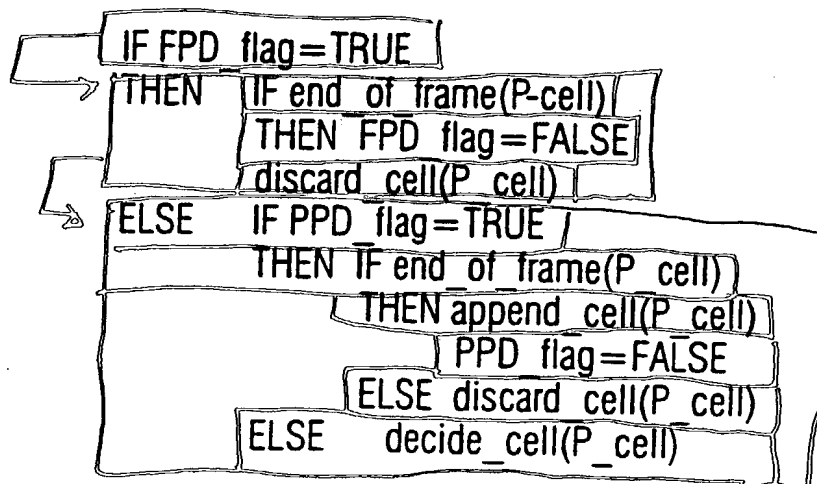 IF FPD_flag=TRUE
THEN IF end_of_frame(P-cell)
THEN FPD_flag=FALSE
discard_cell(P_cell)
ELSE IF PPD_flag=TRUE
THEN IF end_of_frame(P_cell)
THEN append_cell(P_cell)
PPD_flag=FALSE
ELSE discard_cell(P_cell)
ELSE decide_cell(P_cell)